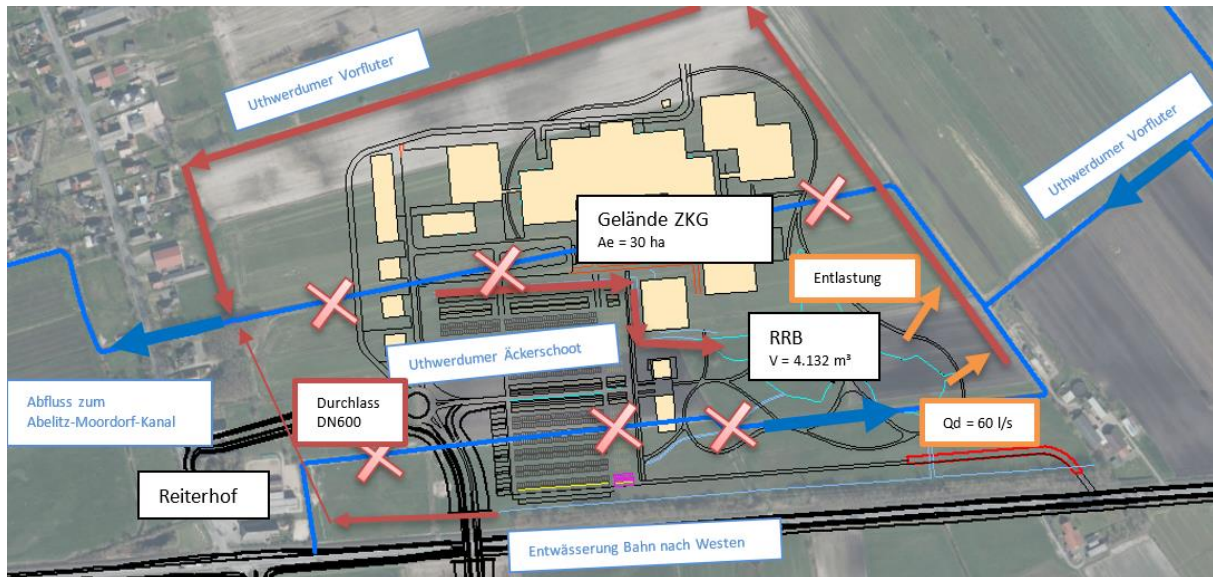 Uthwerdumer Vorfluter
Uthwerdumer Vorfluter
Gelände ZKG
Ae = 30 ha
Entlastung
RRB
V = 4.132 m³
Uthwerdumer Äckerschoot
Durchlass
DN600
Abfluss zum
Abelitz-Moordorf-Kanal
Qd = 60 l/s
Reiterhof
Entwässerung Bahn nach Westen